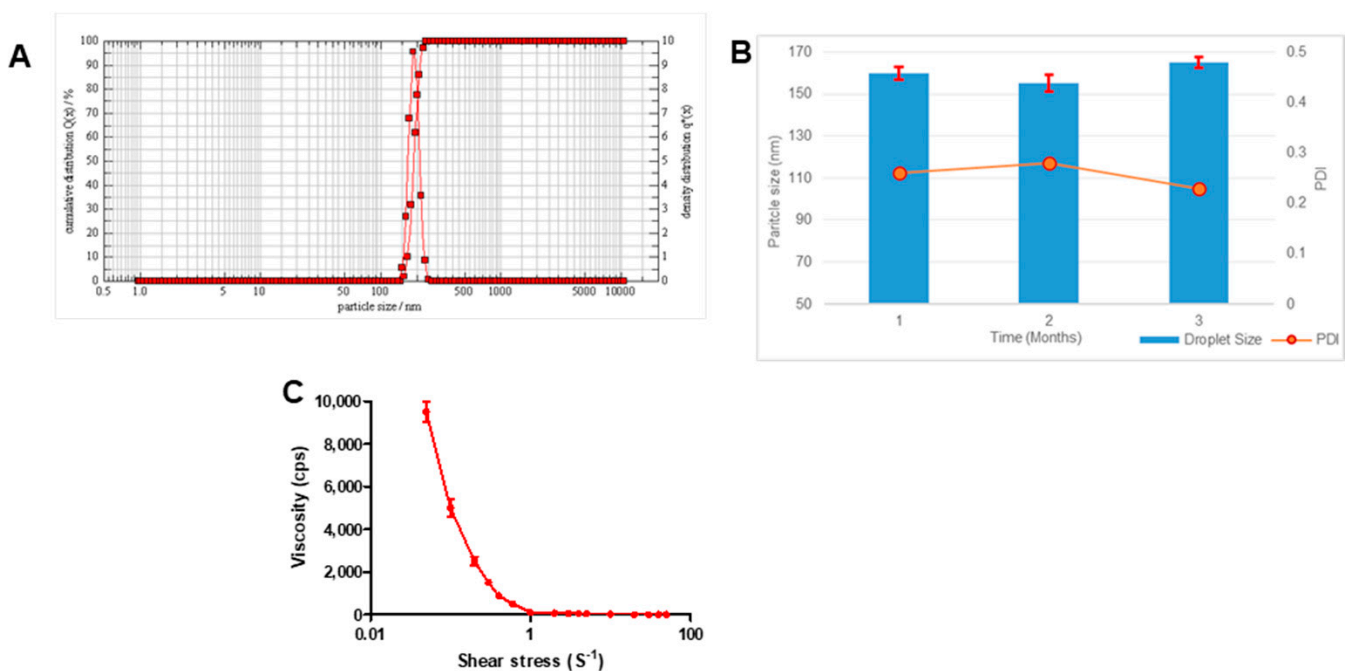 A
cumulative distribution Q(x) / %
100
90
80
70
60
50
40
30
20
10
0
10
9
8
7
6
5
4
3
2
1
0
density distribution q*(x)
0.5 1.0 5 10 50 100 500 1000 5000 10000
particle size / nm
B
170
150
130
110
90
70
50
Paritcle size (nm)
0.5
0.4
0.3
0.2
0.1
0
PDI
1 2 3
Time (Months)
Droplet Size PDI
C
10,000
8,000
6,000
4,000
2,000
0
Viscosity (cps)
0.01 1 100
Shear stress (S⁻¹)